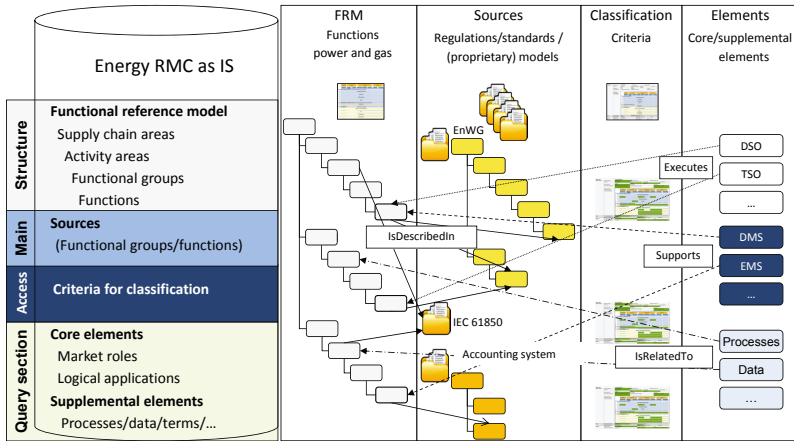 Energy RMC as IS
Structure
Functional reference model
Supply chain areas
Activity areas
Functional groups
Functions
Main
Sources
(Functional groups/functions)
Access
Criteria for classification
Query section
Core elements
Market roles
Logical applications
Supplemental elements
Processes/data/terms/…
FRM
Functions
power and gas
Sources
Regulations/standards /
(proprietary) models
Classification
Criteria
Elements
Core/supplemental
elements
EnWG
IsDescribedIn
IEC 61850
Accounting system
Executes
Supports
IsRelatedTo
DSO
TSO
…
DMS
EMS
…
Processes
Data
…